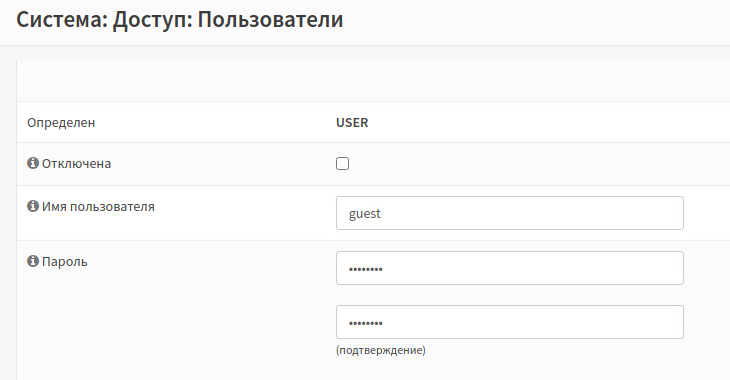 Система: Доступ: Пользователи
Определен USER
Отключена
Имя пользователя guest
Пароль ••••••••
••••••••
(подтверждение)